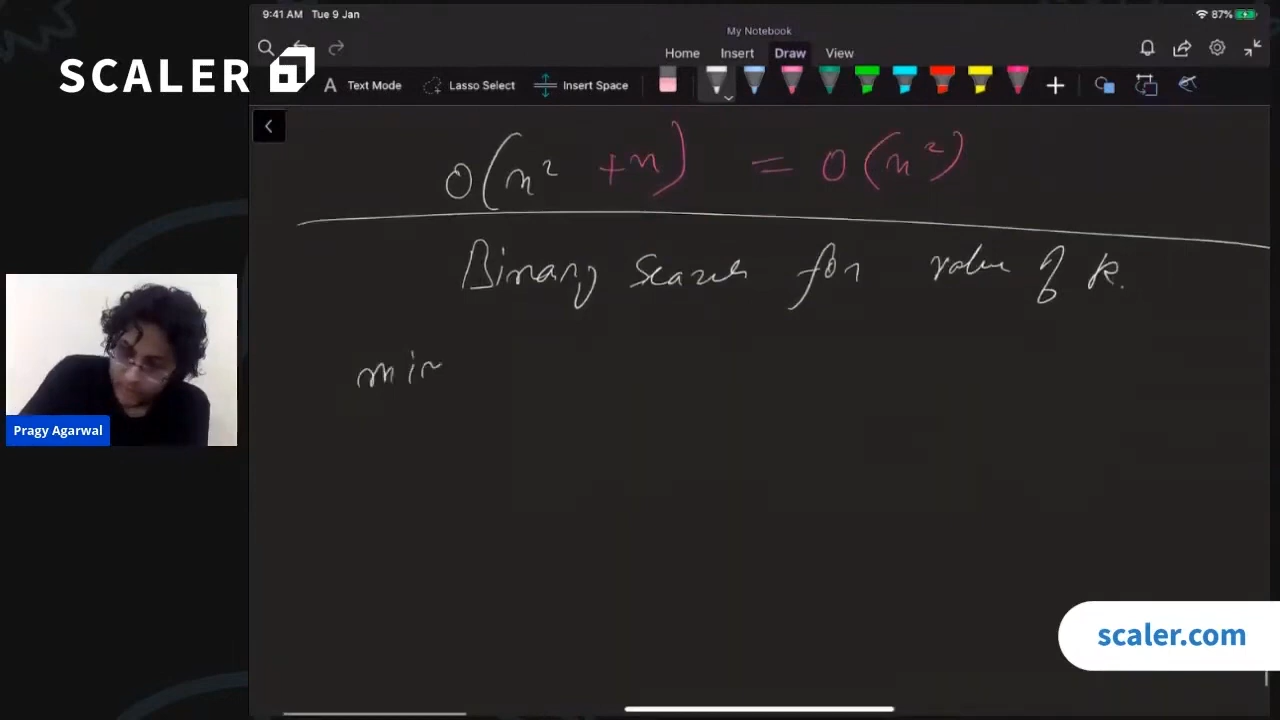 9:41 AM Tue 9 Jan
87%
My Notebook
SCALER
Home Insert Draw View
Text Mode Lasso Select Insert Space
O(n² +n) = O(n²)
Binary Search for value of k.
min
Pragy Agarwal
scaler.com